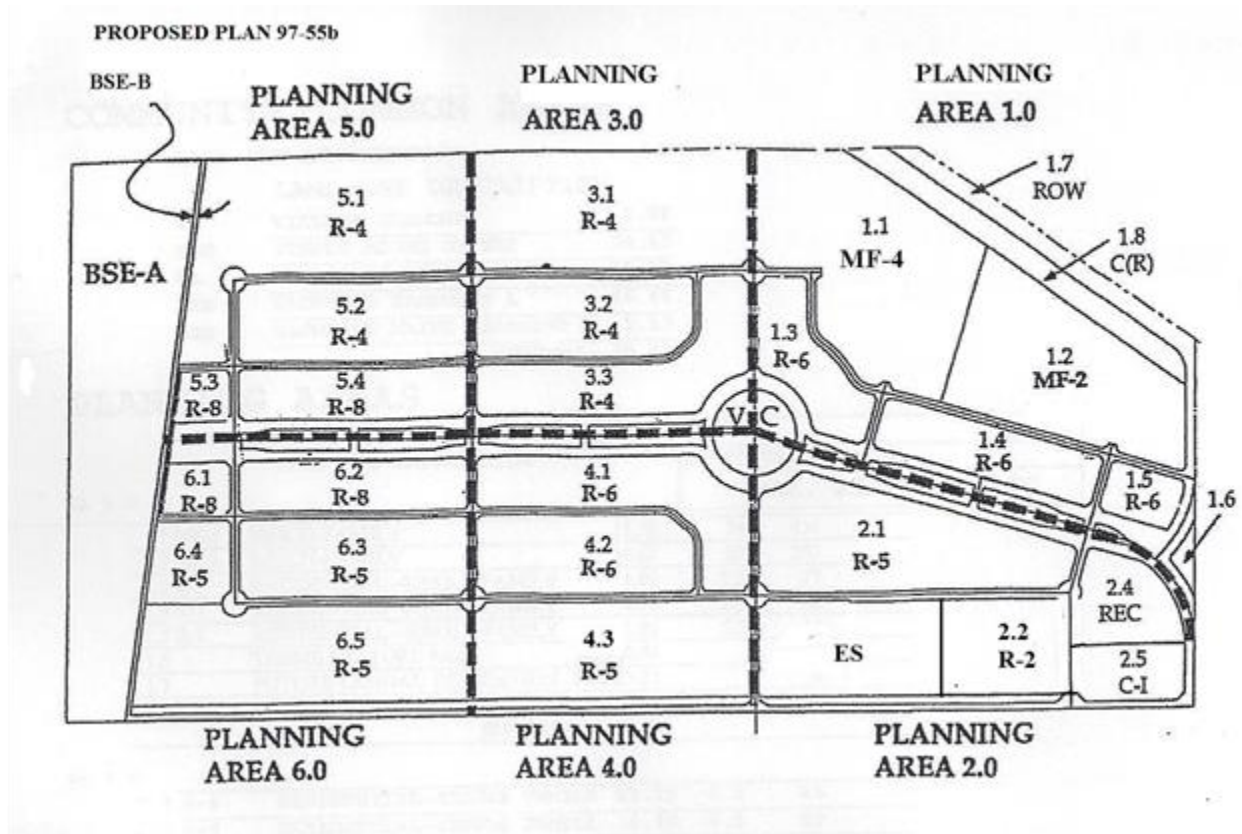 PROPOSED PLAN 97-55b
BSE-B
PLANNING
AREA 5.0
PLANNING
AREA 3.0
PLANNING
AREA 1.0
1.7
ROW
1.8
C(R)
5.1
R-4
3.1
R-4
1.1
MF-4
BSE-A
5.2
R-4
3.2
R-4
1.3
R-6
1.2
MF-2
5.3
R-8
5.4
R-8
3.3
R-4
V C
1.4
R-6
1.5
R-6
1.6
6.1
R-8
6.2
R-8
4.1
R-6
2.1
R-5
6.4
R-5
6.3
R-5
4.2
R-6
2.4
REC
6.5
R-5
4.3
R-5
ES
2.2
R-2
2.5
C-I
PLANNING
AREA 6.0
PLANNING
AREA 4.0
PLANNING
AREA 2.0